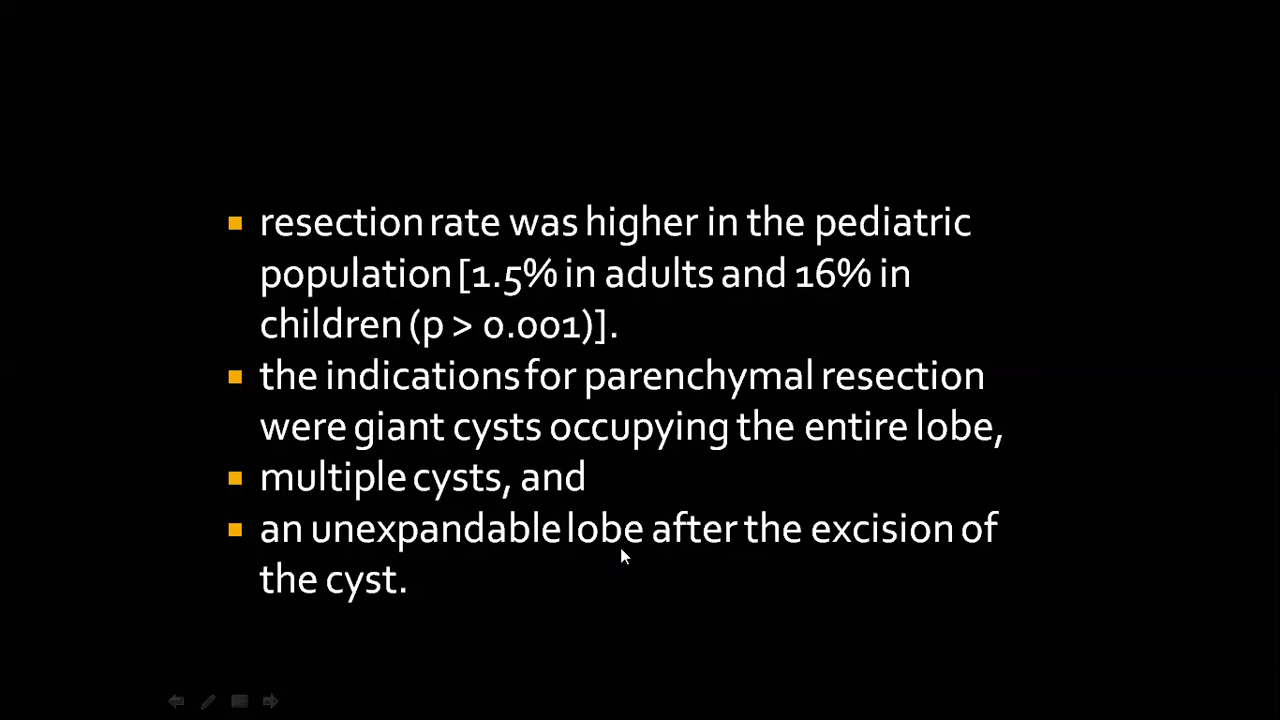 ▪ resection rate was higher in the pediatric
population [1.5% in adults and 16% in
children (p > 0.001)].
▪ the indications for parenchymal resection
were giant cysts occupying the entire lobe,
▪ multiple cysts, and
▪ an unexpandable lobe after the excision of
the cyst.